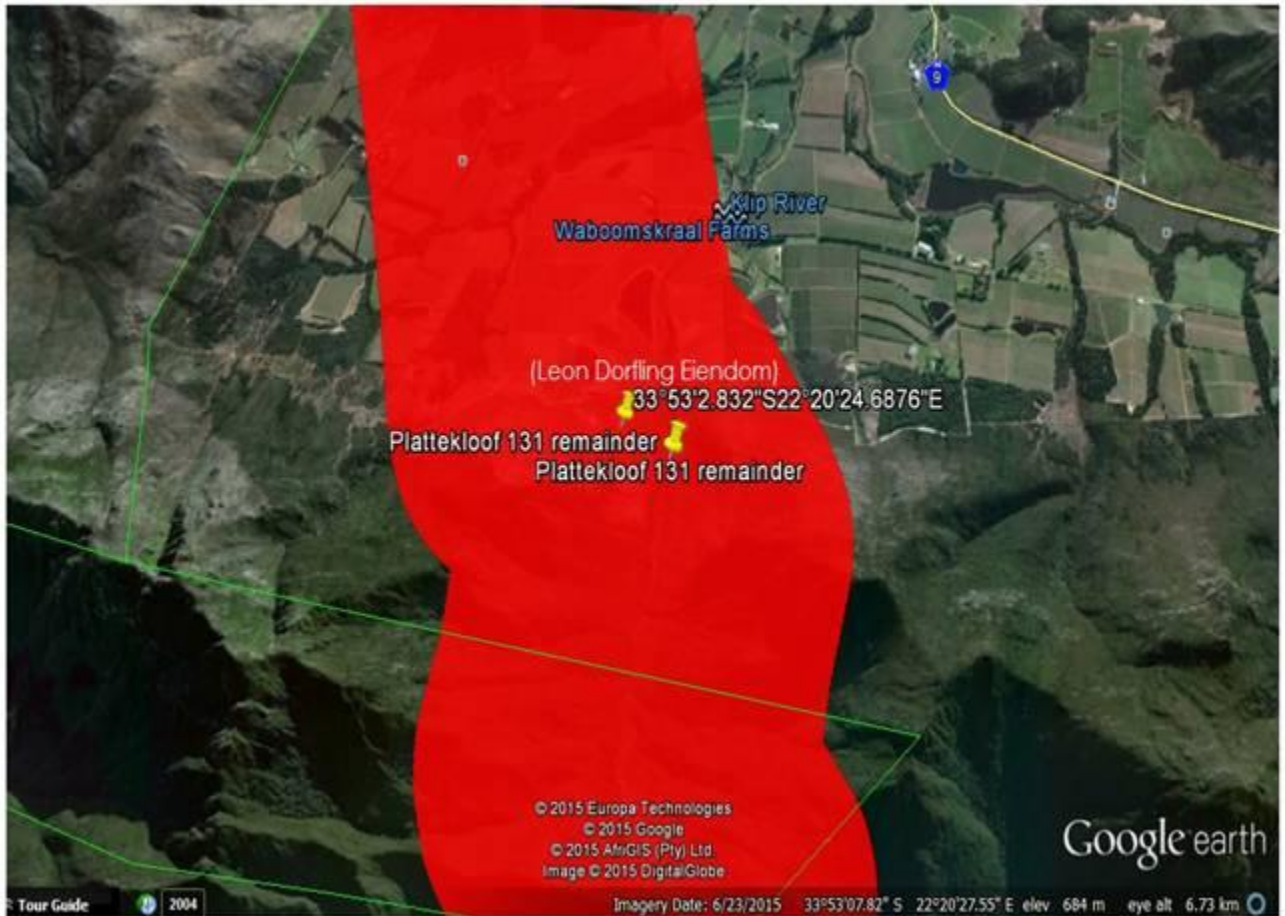 9
Klip River
Waboomskraal Farms
(Leon Dorfling Eiendom)
33°53'2.832"S22°20'24.6876"E
Plattekloof 131 remainder
Plattekloof 131 remainder
© 2015 Europa Technologies
© 2015 Google
© 2015 AfriGIS (Pty) Ltd.
Image © 2015 DigitalGlobe
Google earth
Tour Guide 2004 Imagery Date: 6/23/2015 33°53'07.82" S 22°20'27.55" E elev 684 m eye alt 6.73 km